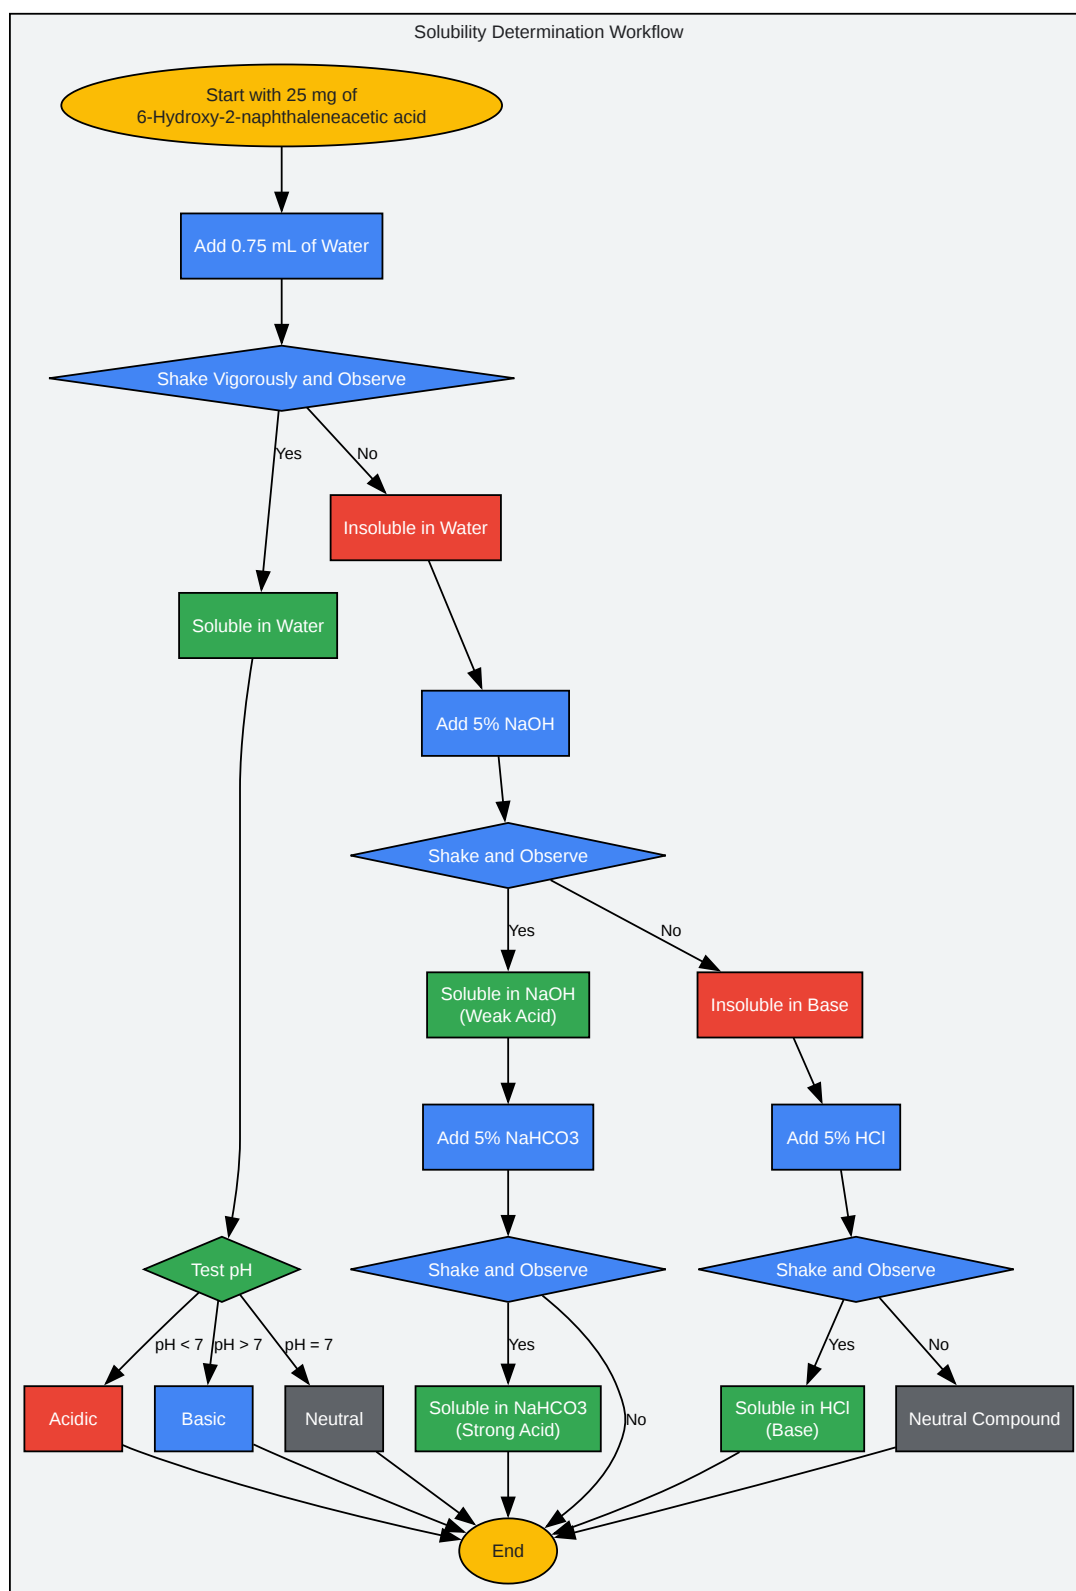 Solubility Determination Workflow
Start with 25 mg of
6-Hydroxy-2-naphthaleneacetic acid
Add 0.75 mL of Water
Shake Vigorously and Observe
Yes
No
Insoluble in Water
Soluble in Water
Add 5% NaOH
Shake and Observe
Yes
No
Soluble in NaOH
(Weak Acid)
Insoluble in Base
Add 5% NaHCO3
Add 5% HCl
Test pH
Shake and Observe
Shake and Observe
pH < 7
pH > 7
pH = 7
Yes
No
Yes
No
Acidic
Basic
Neutral
Soluble in NaHCO3
(Strong Acid)
Soluble in HCl
(Base)
Neutral Compound
End